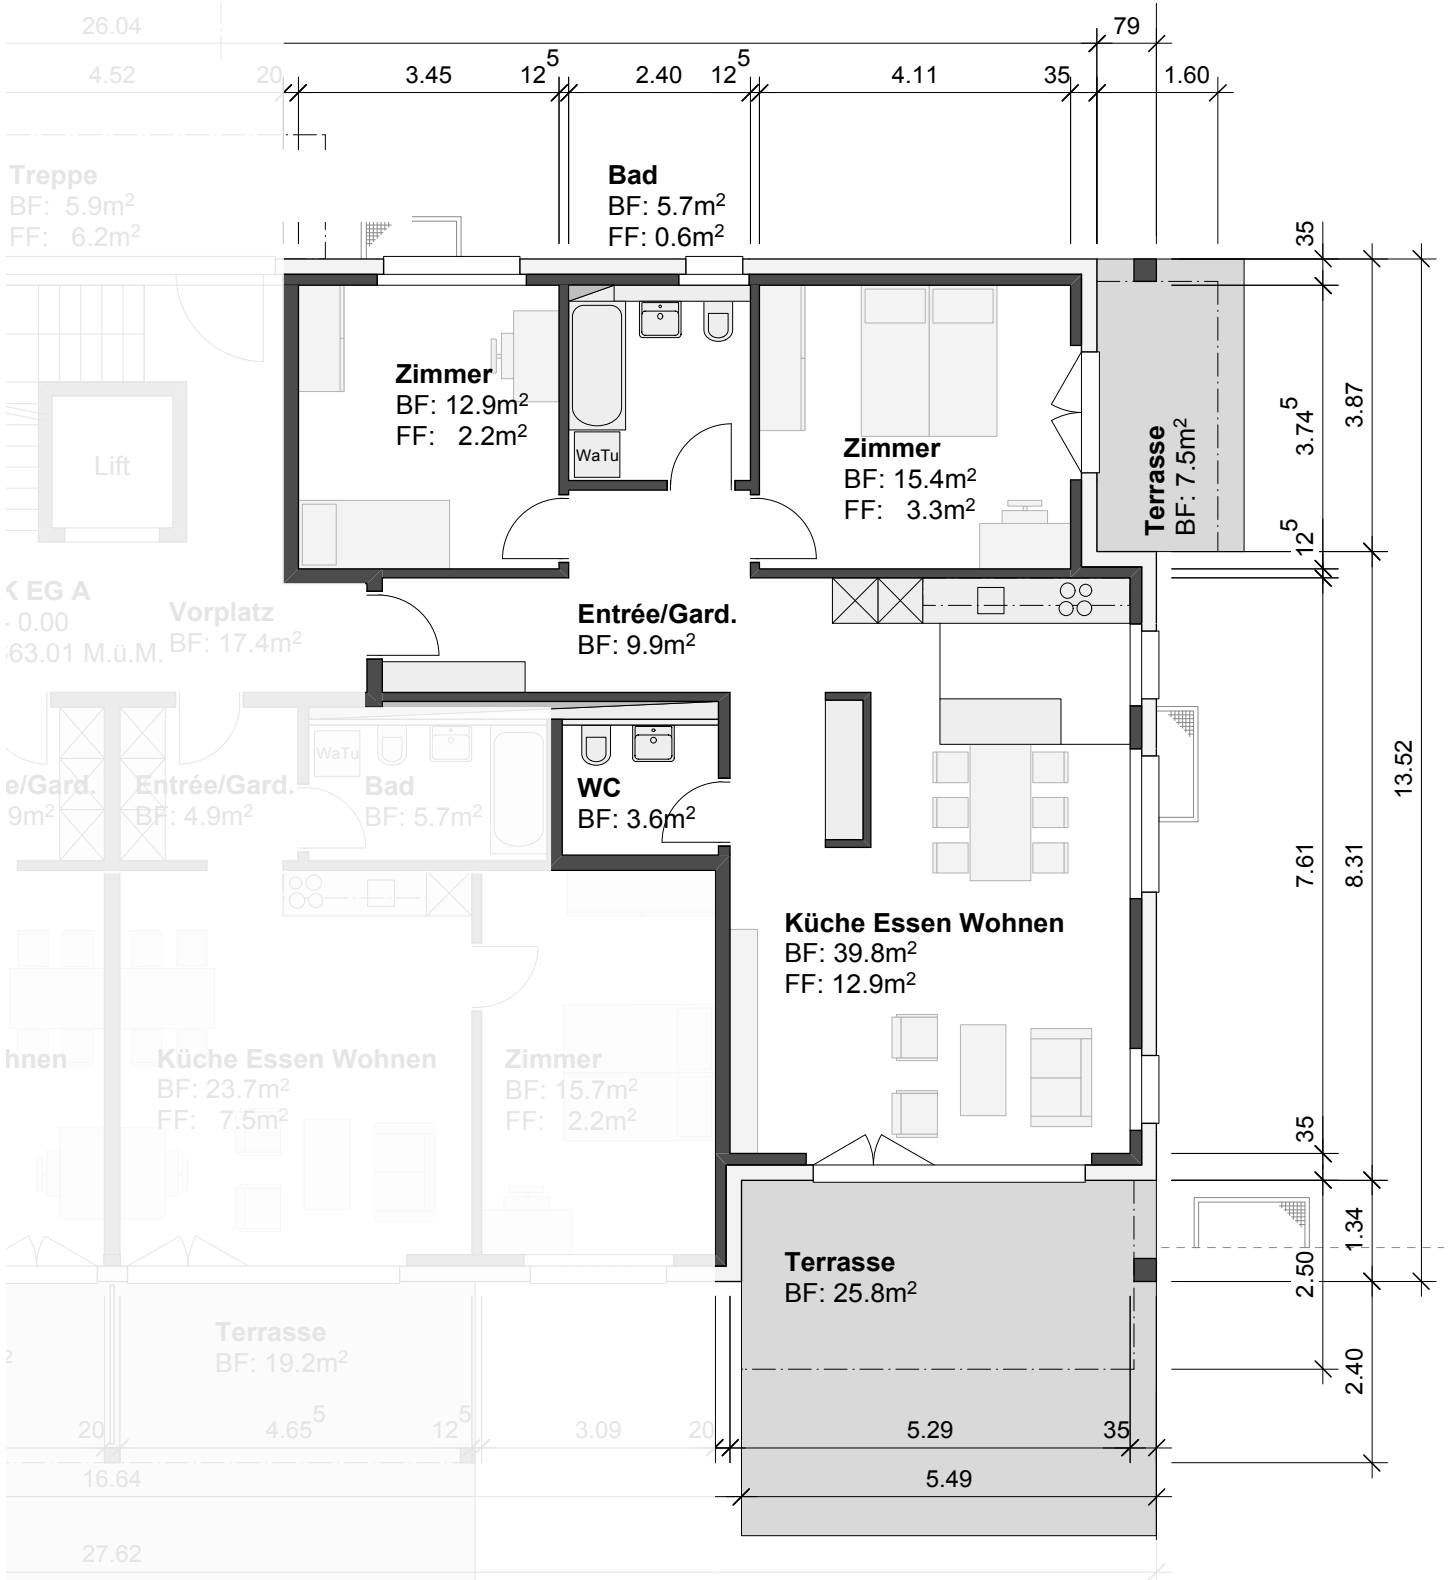 26.04
79
4.52
20
3.45
12⁵
2.40
12⁵
4.11
35
1.60
Treppe
BF: 5.9m²
FF: 6.2m²
Bad
BF: 5.7m²
FF: 0.6m²
35
Zimmer
BF: 12.9m²
FF: 2.2m²
WaTu
Zimmer
BF: 15.4m²
FF: 3.3m²
Terrasse
BF: 7.5m²
3.74⁵
3.87
12⁵
Lift
K EG A
0.00
63.01 M.ü.M.
Vorplatz
BF: 17.4m²
Entrée/Gard.
BF: 9.9m²
13.52
WaTu
e/Gard.
9m²
Entrée/Gard.
BF: 4.9m²
Bad
BF: 5.7m²
WC
BF: 3.6m²
7.61
8.31
Küche Essen Wohnen
BF: 39.8m²
FF: 12.9m²
hnen
Küche Essen Wohnen
BF: 23.7m²
FF: 7.5m²
Zimmer
BF: 15.7m²
FF: 2.2m²
35
1.34
2.50
Terrasse
BF: 25.8m²
Terrasse
BF: 19.2m²
2
2.40
20
4.65⁵
12⁵
3.09
20
5.29
35
16.64
5.49
27.62